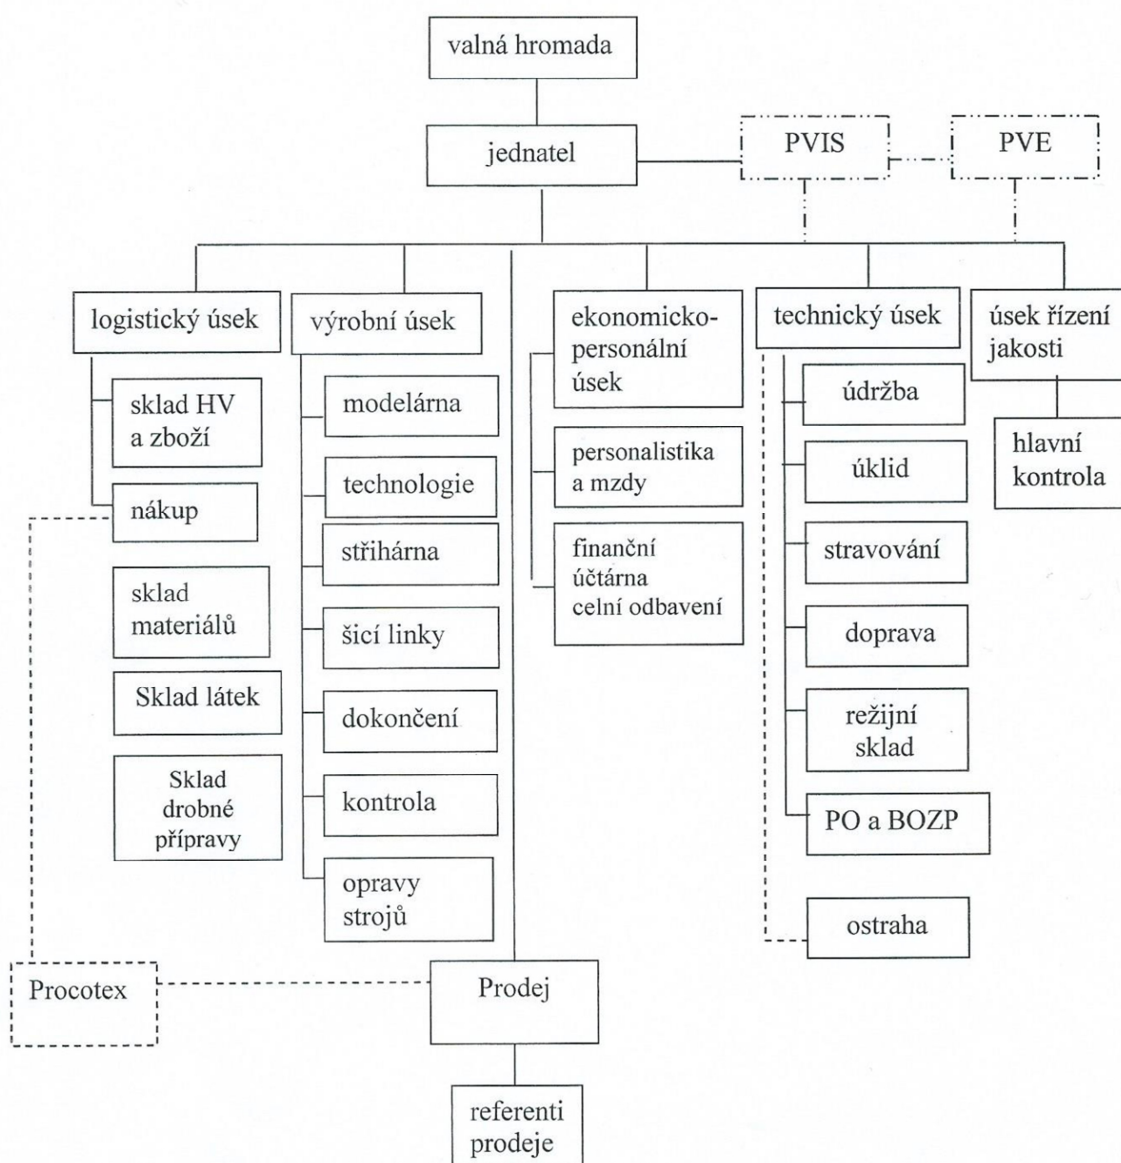 valná hromada
jednatel
PVIS
PVE
logistický úsek
sklad HV
a zboží
nákup
sklad
materiálů
Sklad látek
Sklad
drobné
přípravy
výrobní úsek
modelárna
technologie
střihárna
šicí linky
dokončení
kontrola
opravy
strojů
ekonomicko-
personální
úsek
personalistika
a mzdy
finanční
účtárna
celní odbavení
technický úsek
údržba
úklid
stravování
doprava
režijní
sklad
PO a BOZP
ostraha
úsek řízení
jakosti
hlavní
kontrola
Procotex
Prodej
referenti
prodeje